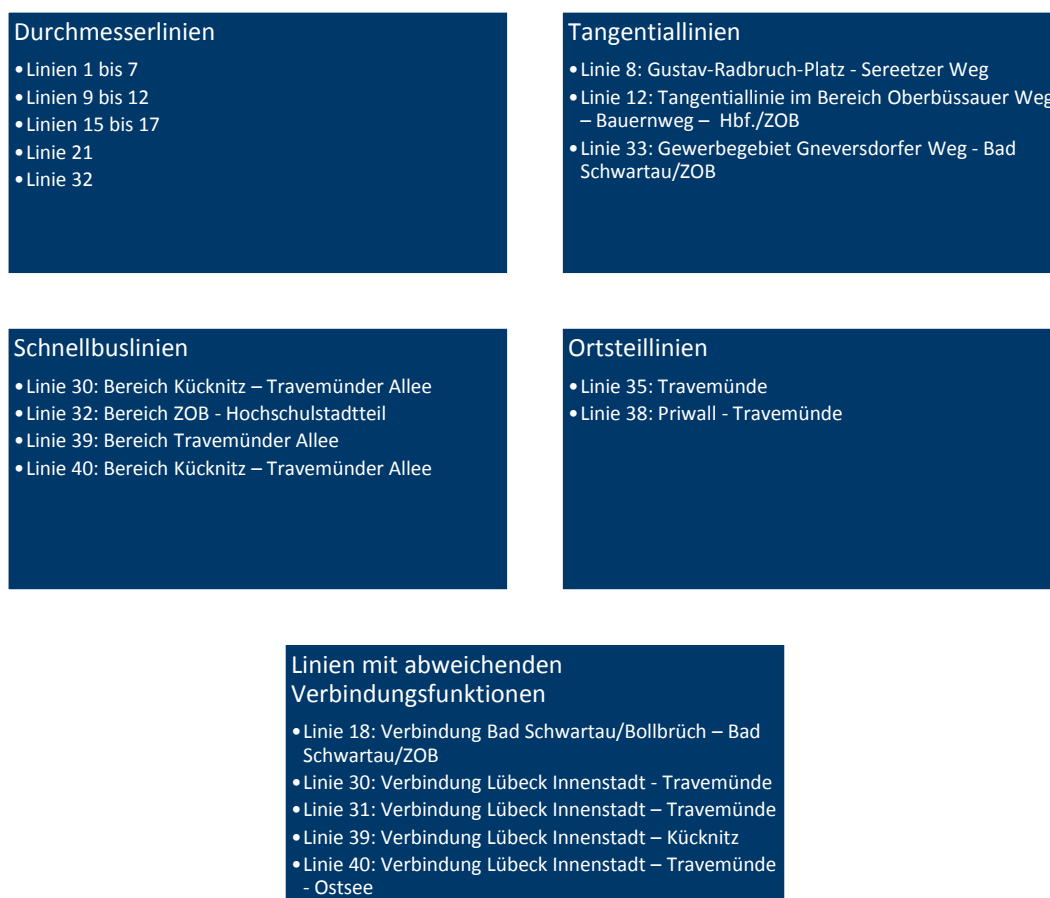 Durchmesserlinien
•Linien 1 bis 7
•Linien 9 bis 12
•Linien 15 bis 17
•Linie 21
•Linie 32
Tangentiallinien
•Linie 8: Gustav-Radbruch-Platz - Sereetzer Weg
•Linie 12: Tangentiallinie im Bereich Oberbüssauer Weg
– Bauernweg – Hbf./ZOB
•Linie 33: Gewerbegebiet Gneversdorfer Weg - Bad
Schwartau/ZOB
Schnellbuslinien
•Linie 30: Bereich Kücknitz – Travemünder Allee
•Linie 32: Bereich ZOB - Hochschulstadtteil
•Linie 39: Bereich Travemünder Allee
•Linie 40: Bereich Kücknitz – Travemünder Allee
Ortsteillinien
•Linie 35: Travemünde
•Linie 38: Priwall - Travemünde
Linien mit abweichenden
Verbindungsfunktionen
•Linie 18: Verbindung Bad Schwartau/Bollbrüch – Bad
Schwartau/ZOB
•Linie 30: Verbindung Lübeck Innenstadt - Travemünde
•Linie 31: Verbindung Lübeck Innenstadt – Travemünde
•Linie 39: Verbindung Lübeck Innenstadt – Kücknitz
•Linie 40: Verbindung Lübeck Innenstadt – Travemünde
- Ostsee